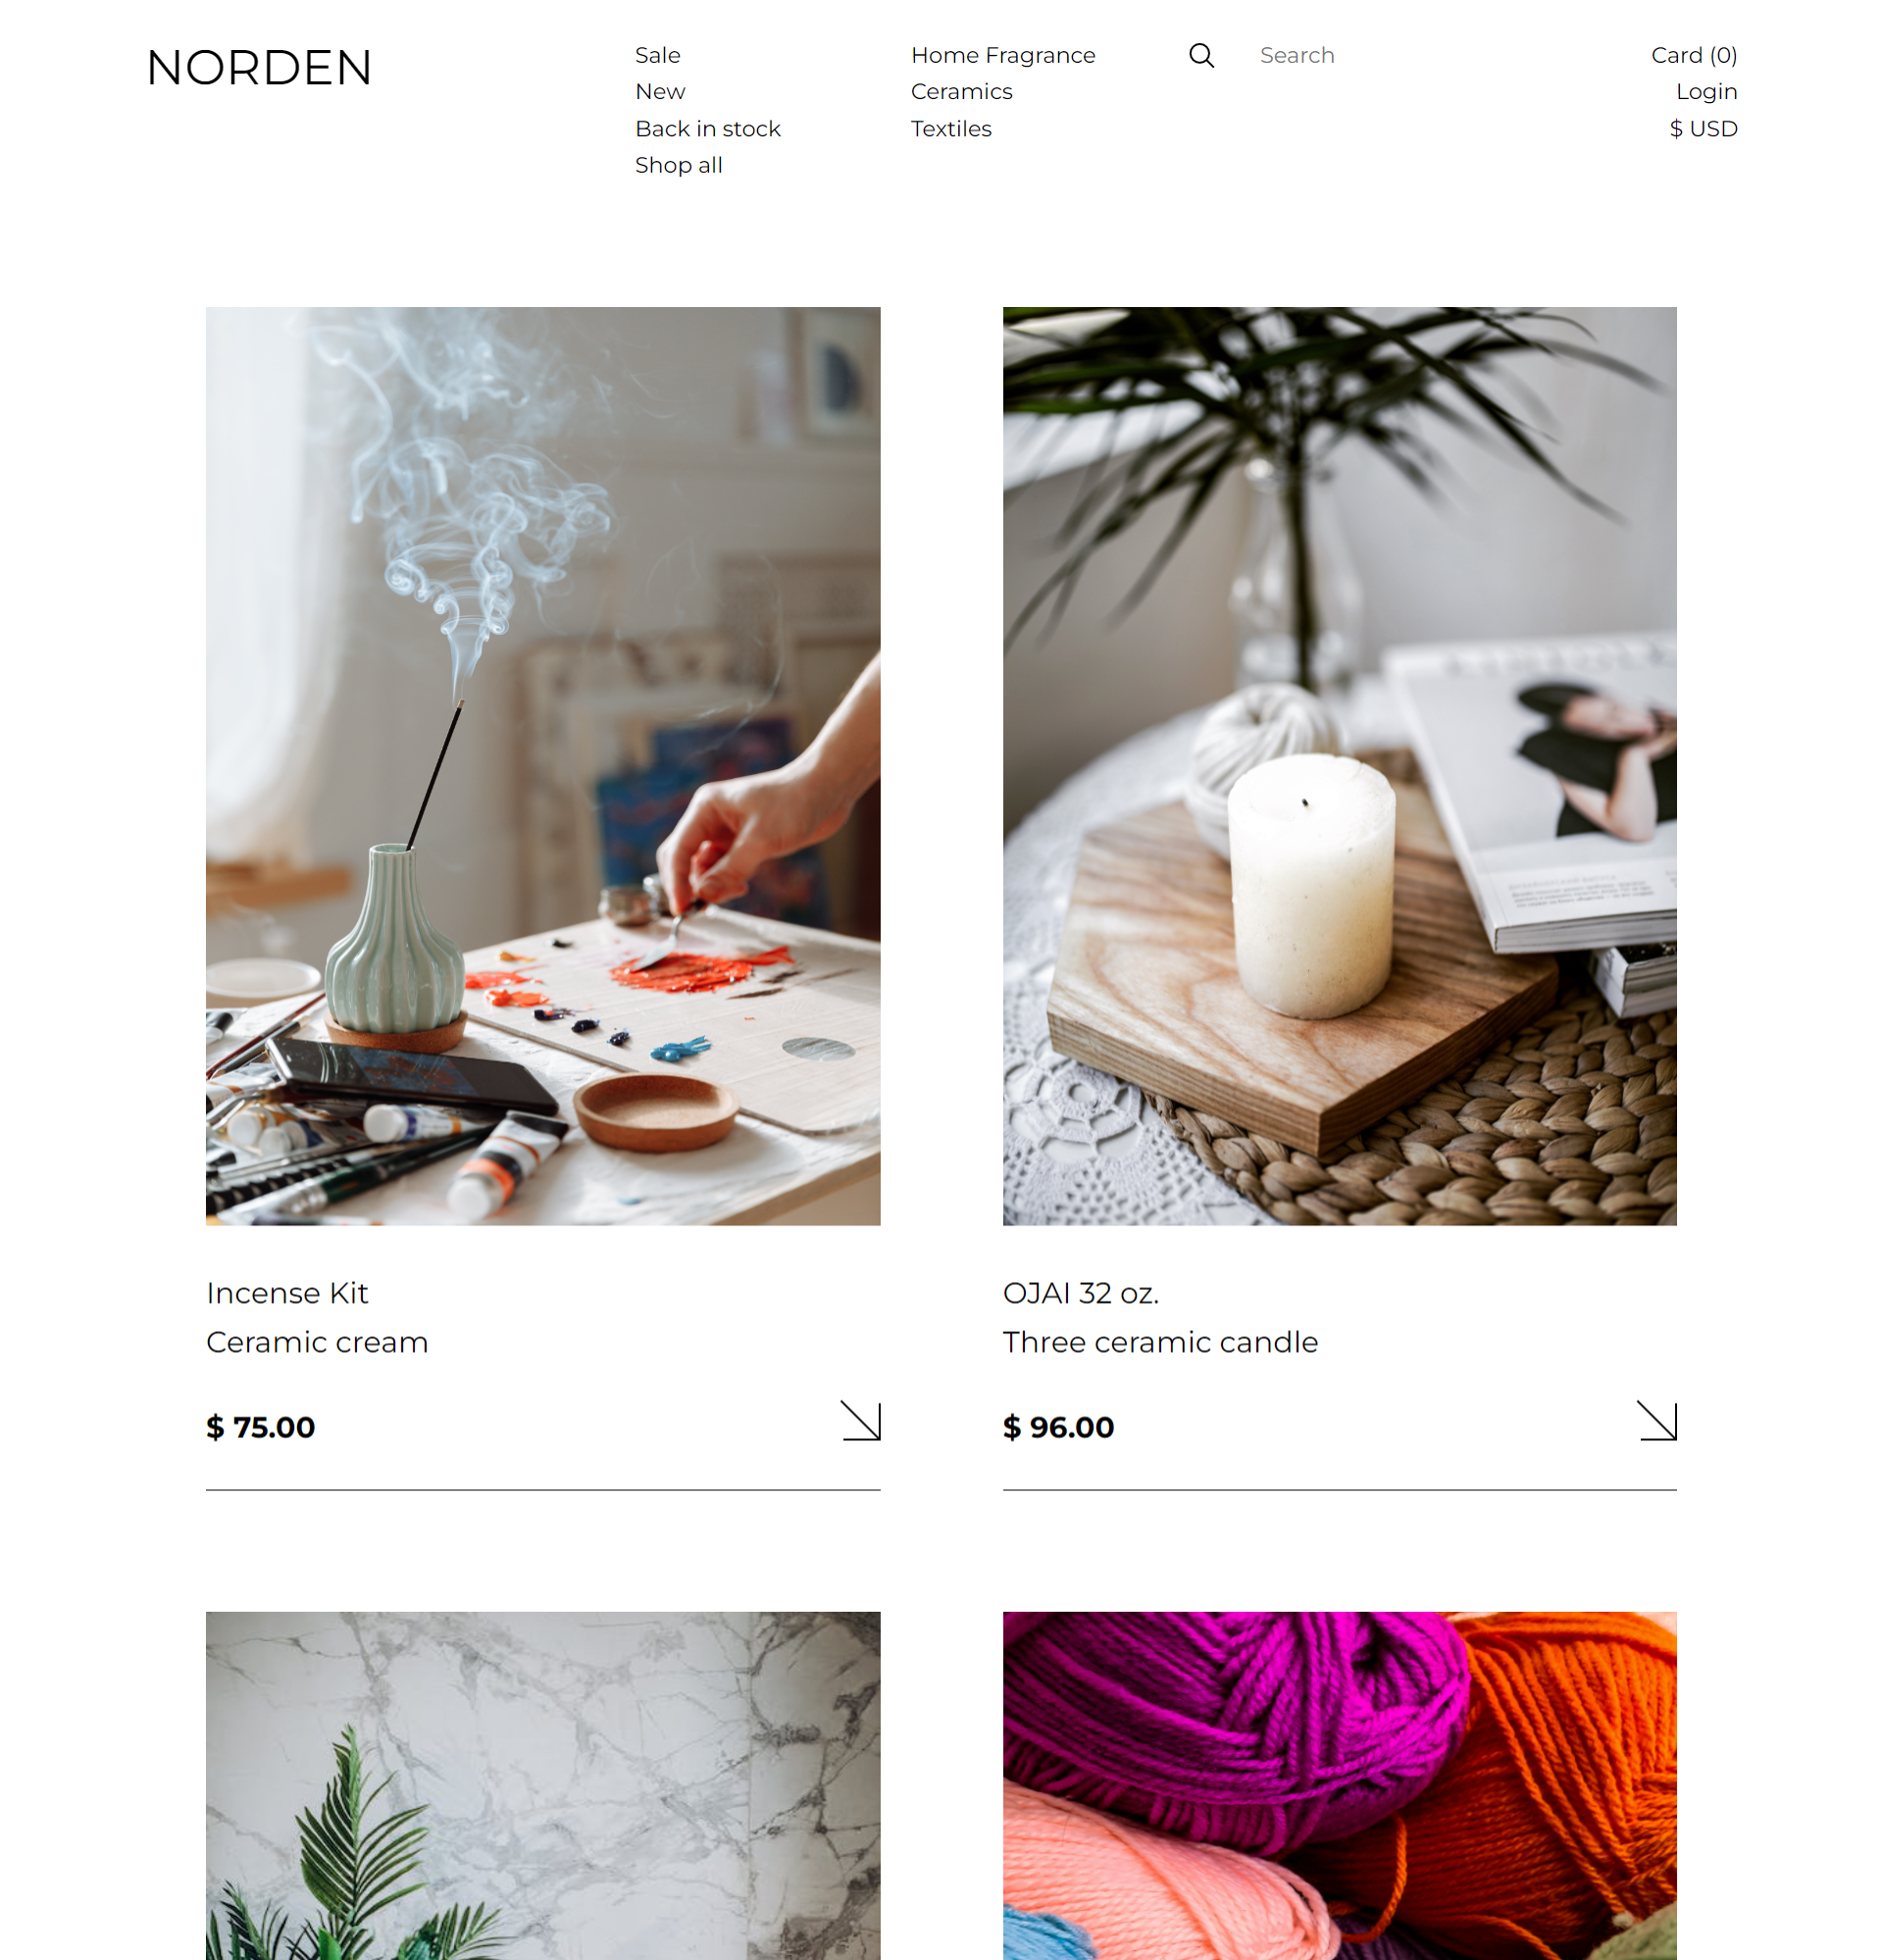 NORDEN
Sale
New
Back in stock
Shop all
Home Fragrance
Ceramics
Textiles
Search
Card (0)
Login
$ USD
Incense Kit
Ceramic cream
$ 75.00
OJAI 32 oz.
Three ceramic candle
$ 96.00